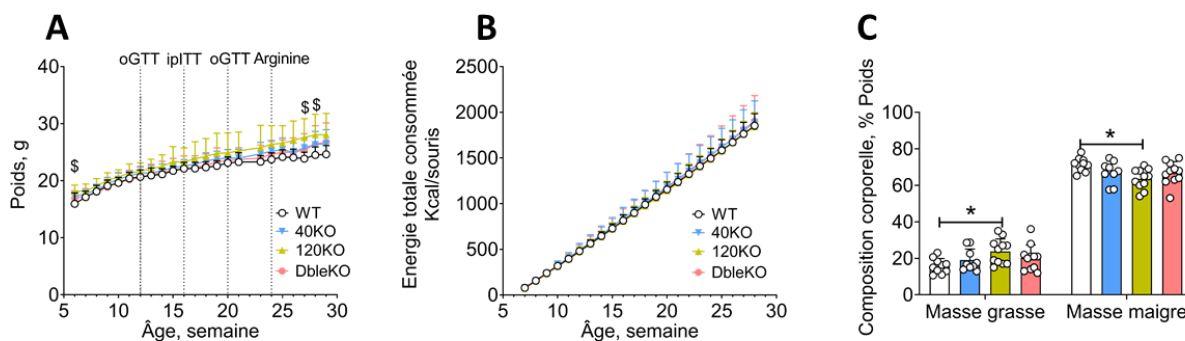 A
oGTT ipITT oGTT Arginine
40
30
20
10
0
$
$ $
Poids, g
WT
40KO
120KO
DbleKO
5 10 15 20 25 30
Âge, semaine
B
2500
2000
1500
1000
500
0
Energie totale consommée
Kcal/souris
WT
40KO
120KO
DbleKO
5 10 15 20 25 30
Âge, semaine
C
100
80
60
40
20
0
Composition corporelle, % Poids
*
*
Masse grasse Masse maigre